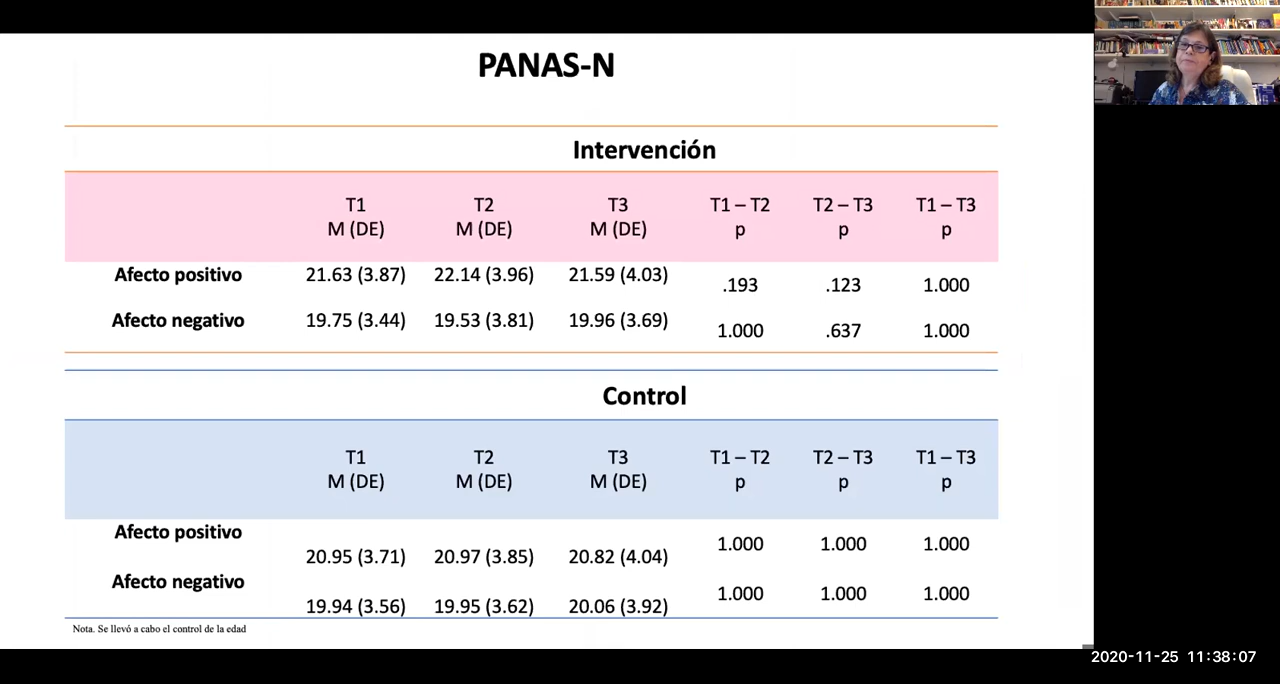 PANAS-N
Intervención
T1 T2 T3 T1 – T2 T2 – T3 T1 – T3
M (DE) M (DE) M (DE) p p p
Afecto positivo 21.63 (3.87) 22.14 (3.96) 21.59 (4.03) .193 .123 1.000
Afecto negativo 19.75 (3.44) 19.53 (3.81) 19.96 (3.69) 1.000 .637 1.000
Control
T1 T2 T3 T1 – T2 T2 – T3 T1 – T3
M (DE) M (DE) M (DE) p p p
Afecto positivo 20.95 (3.71) 20.97 (3.85) 20.82 (4.04) 1.000 1.000 1.000
Afecto negativo 19.94 (3.56) 19.95 (3.62) 20.06 (3.92) 1.000 1.000 1.000
Nota. Se llevó a cabo el control de la edad
2020-11-25 11:38:07